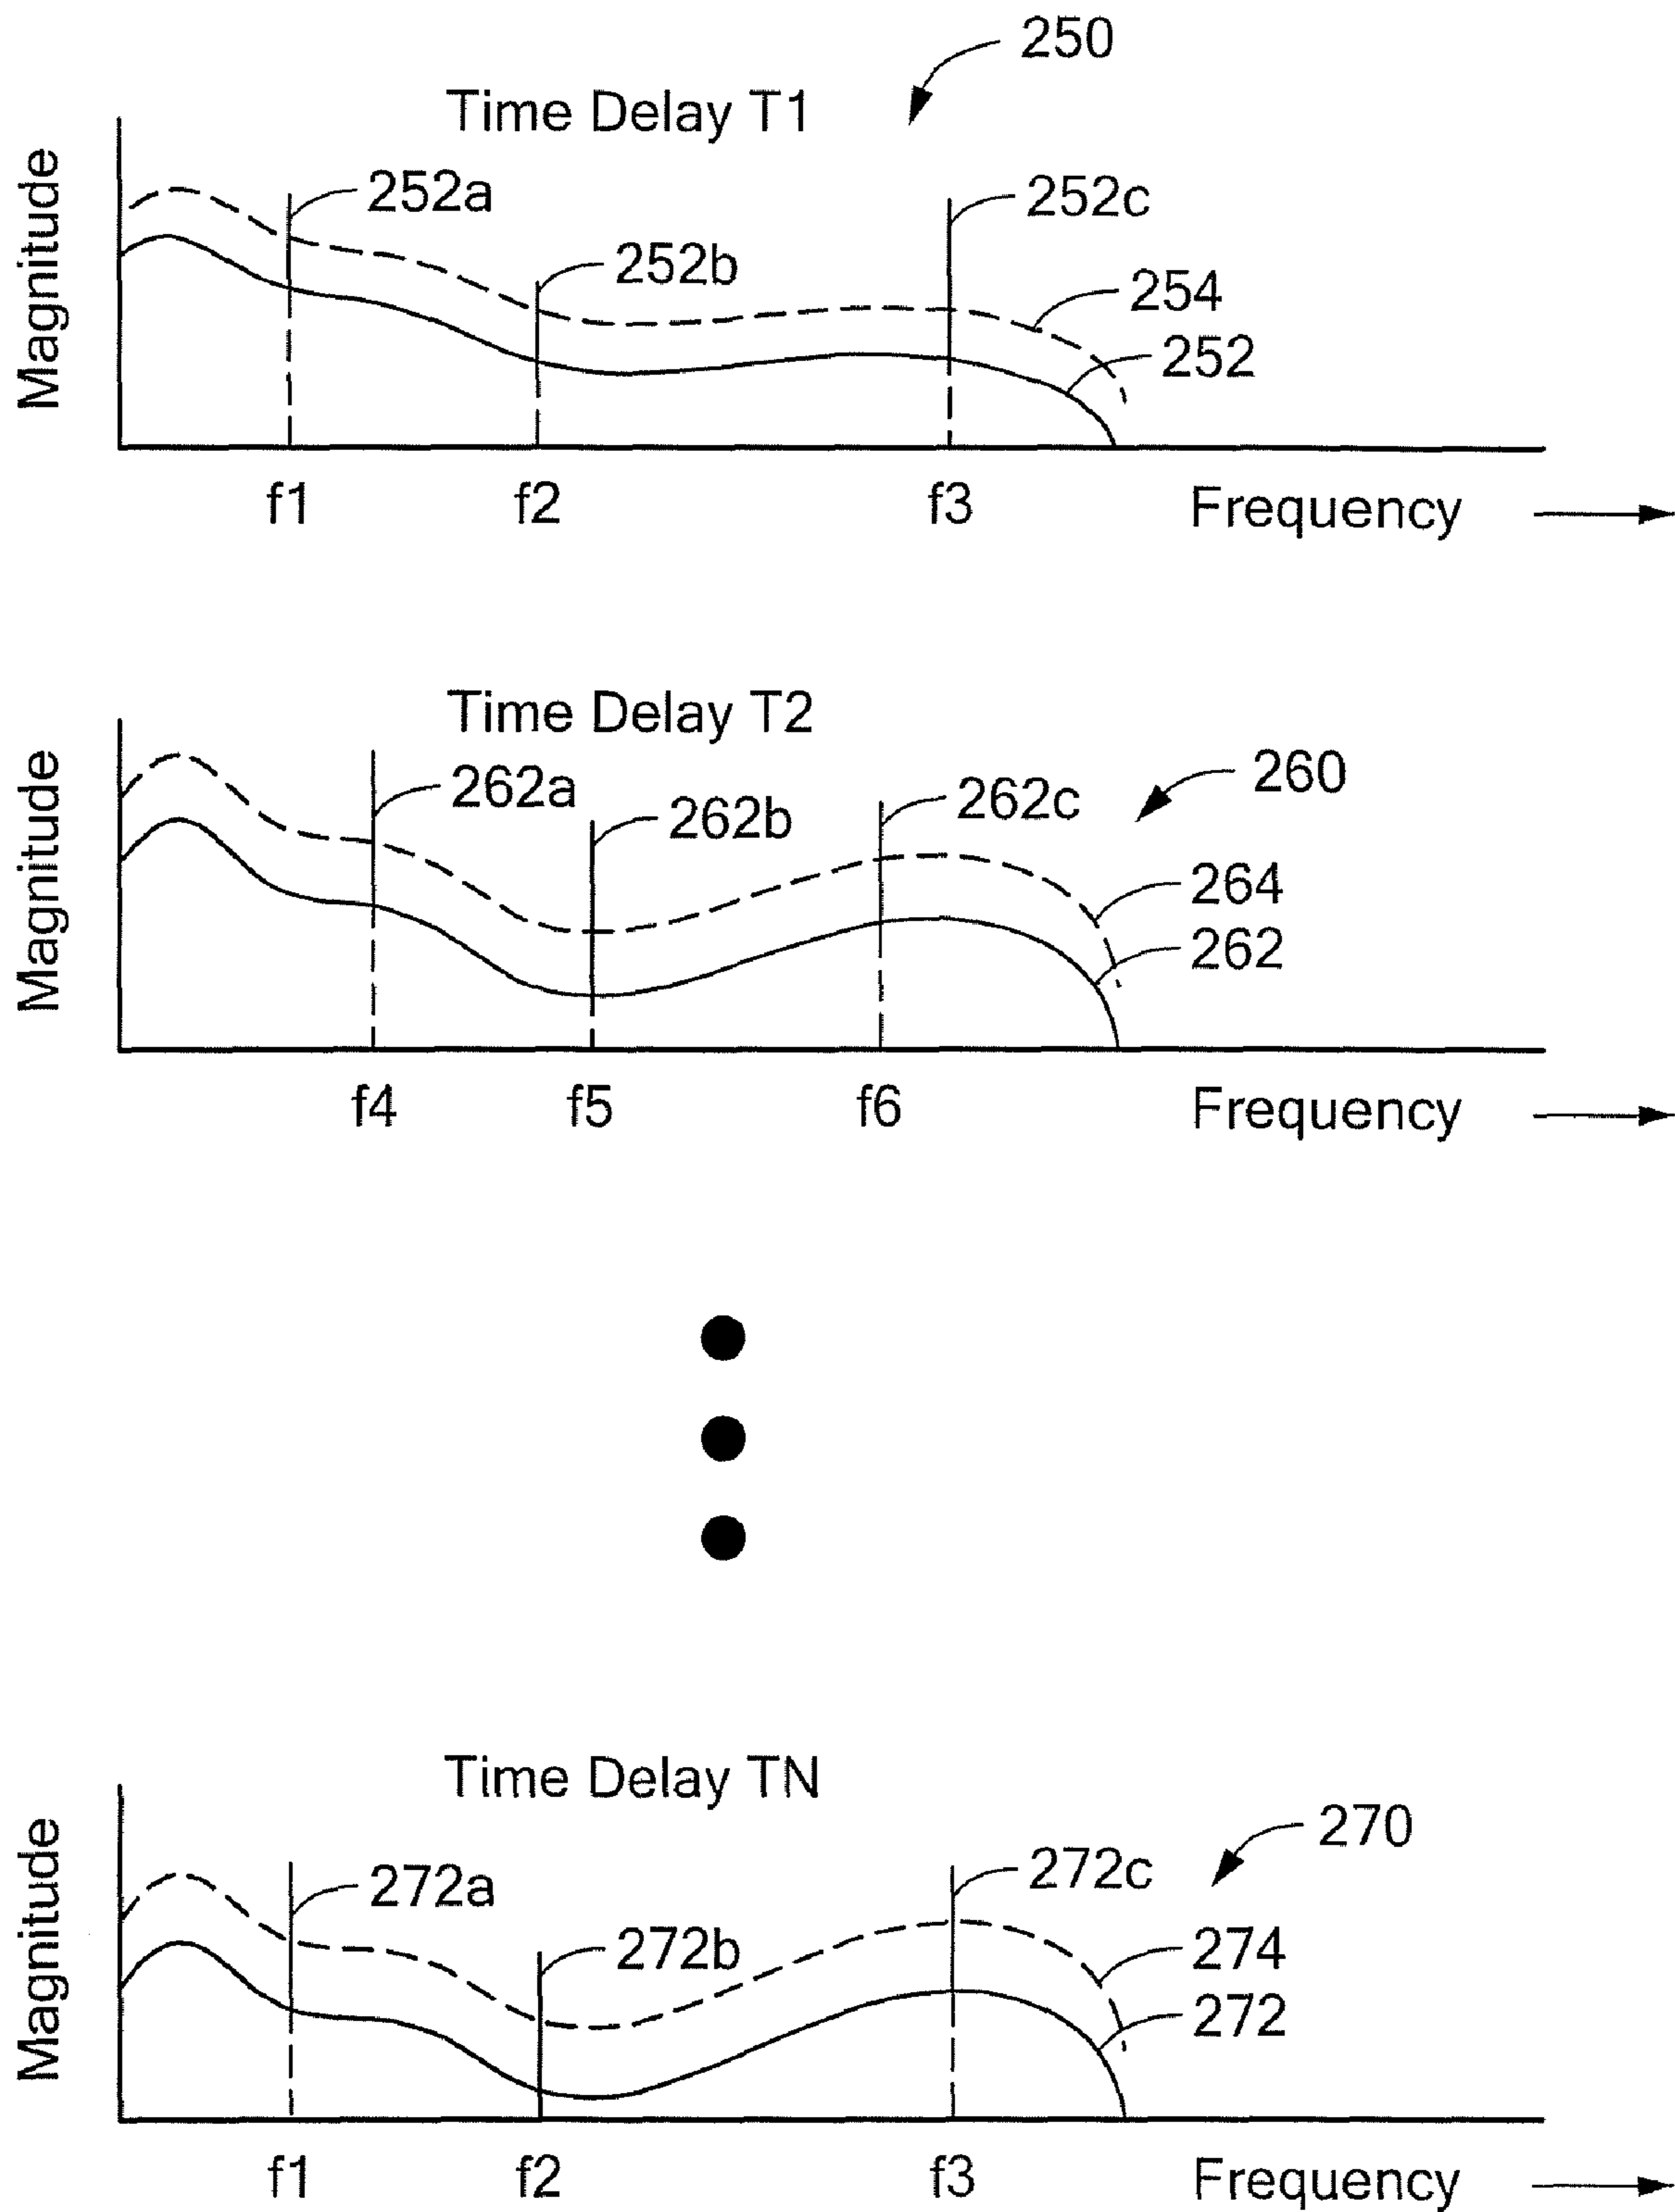 250
Time Delay T1
Magnitude
252a
252b
252c
254
252
f1 f2 f3 Frequency
Time Delay T2
Magnitude
262a
262b
262c
260
264
262
f4 f5 f6 Frequency
Time Delay TN
Magnitude
272a
272b
272c
270
274
272
f1 f2 f3 Frequency